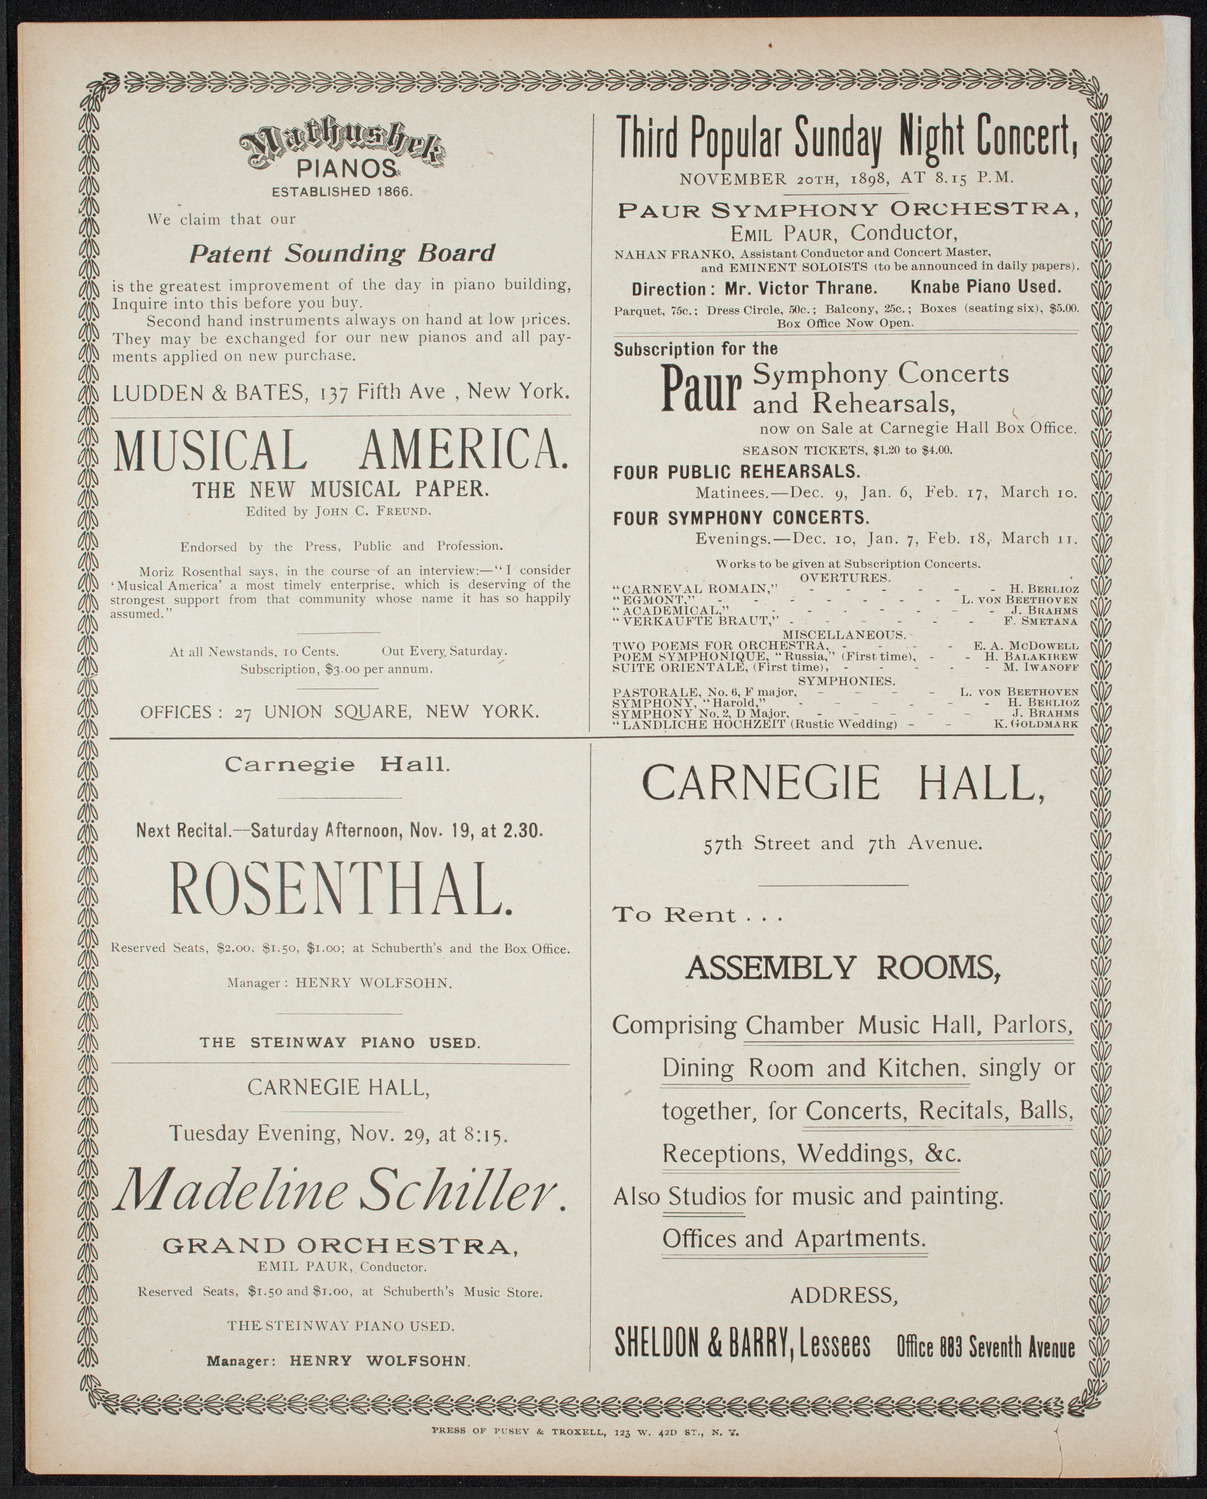 Mathushek
PIANOS
ESTABLISHED 1866.
We claim that our
Patent Sounding Board
is the greatest improvement of the day in piano building,
Inquire into this before you buy.
Second hand instruments always on hand at low prices.
They may be exchanged for our new pianos and all pay-
ments applied on new purchase.
LUDDEN & BATES, 137 Fifth Ave , New York.
MUSICAL AMERICA.
THE NEW MUSICAL PAPER.
Edited by JOHN C. FREUND.
Endorsed by the Press, Public and Profession.
Moriz Rosenthal says, in the course of an interview:—“I consider
‘Musical America’ a most timely enterprise, which is deserving of the
strongest support from that community whose name it has so happily
assumed.”
At all Newstands, 10 Cents. Out Every Saturday.
Subscription, $3.00 per annum.
OFFICES : 27 UNION SQUARE, NEW YORK.
Third Popular Sunday Night Concert,
NOVEMBER 20TH, 1898, AT 8.15 P.M.
PAUR SYMPHONY ORCHESTRA,
EMIL PAUR, Conductor,
NAHAN FRANKO, Assistant Conductor and Concert Master,
and EMINENT SOLOISTS (to be announced in daily papers).
Direction : Mr. Victor Thrane. Knabe Piano Used.
Parquet, 75c.; Dress Circle, 50c.; Balcony, 25c.; Boxes (seating six), $5.00.
Box Office Now Open.
Subscription for the
Paur Symphony Concerts
and Rehearsals,
now on Sale at Carnegie Hall Box Office.
SEASON TICKETS, $1.20 to $4.00.
FOUR PUBLIC REHEARSALS.
Matinees.—Dec. 9, Jan. 6, Feb. 17, March 10.
FOUR SYMPHONY CONCERTS.
Evenings.—Dec. 10, Jan. 7, Feb. 18, March 11.
Works to be given at Subscription Concerts.
OVERTURES.
“CARNEVAL ROMAIN,” - - - - - - H. BERLIOZ
“EGMONT,” - - - - - - - L. VON BEETHOVEN
“ACADEMICAL,” - - - - - - J. BRAHMS
“VERKAUFTE BRAUT,” - - - - - - F. SMETANA
MISCELLANEOUS.
TWO POEMS FOR ORCHESTRA, - - - - E. A. MCDOWELL
POEM SYMPHONIQUE, “Russia,” (First time), - - H. BALAKIREW
SUITE ORIENTALE, (First time), - - - - - M. IWANOFF
SYMPHONIES.
PASTORALE, No. 6, F major, - - - - L. VON BEETHOVEN
SYMPHONY, “Harold,” - - - - - - H. BERLIOZ
SYMPHONY No. 2, D Major, - - - - - - J. BRAHMS
“LANDLICHE HOCHZEIT (Rustic Wedding) - - K. GOLDMARK
Carnegie Hall.
Next Recital.—Saturday Afternoon, Nov. 19, at 2.30.
ROSENTHAL.
Reserved Seats, $2.00. $1.50, $1.00; at Schuberth's and the Box Office.
Manager : HENRY WOLFSOHN.
THE STEINWAY PIANO USED.
CARNEGIE HALL,
Tuesday Evening, Nov. 29, at 8:15.
Madeline Schiller.
GRAND ORCHESTRA,
EMIL PAUR, Conductor.
Reserved Seats, $1.50 and $1.00, at Schuberth's Music Store.
THE STEINWAY PIANO USED.
Manager: HENRY WOLFSOHN.
CARNEGIE HALL,
57th Street and 7th Avenue.
To Rent . . .
ASSEMBLY ROOMS,
Comprising Chamber Music Hall, Parlors,
Dining Room and Kitchen, singly or
together, for Concerts, Recitals, Balls,
Receptions, Weddings, &c.
Also Studios for music and painting.
Offices and Apartments.
ADDRESS,
SHELDON & BARRY, Lessees Office 883 Seventh Avenue
PRESS OF PUSEY & TROXELL, 123 W. 42D ST., N. Y.